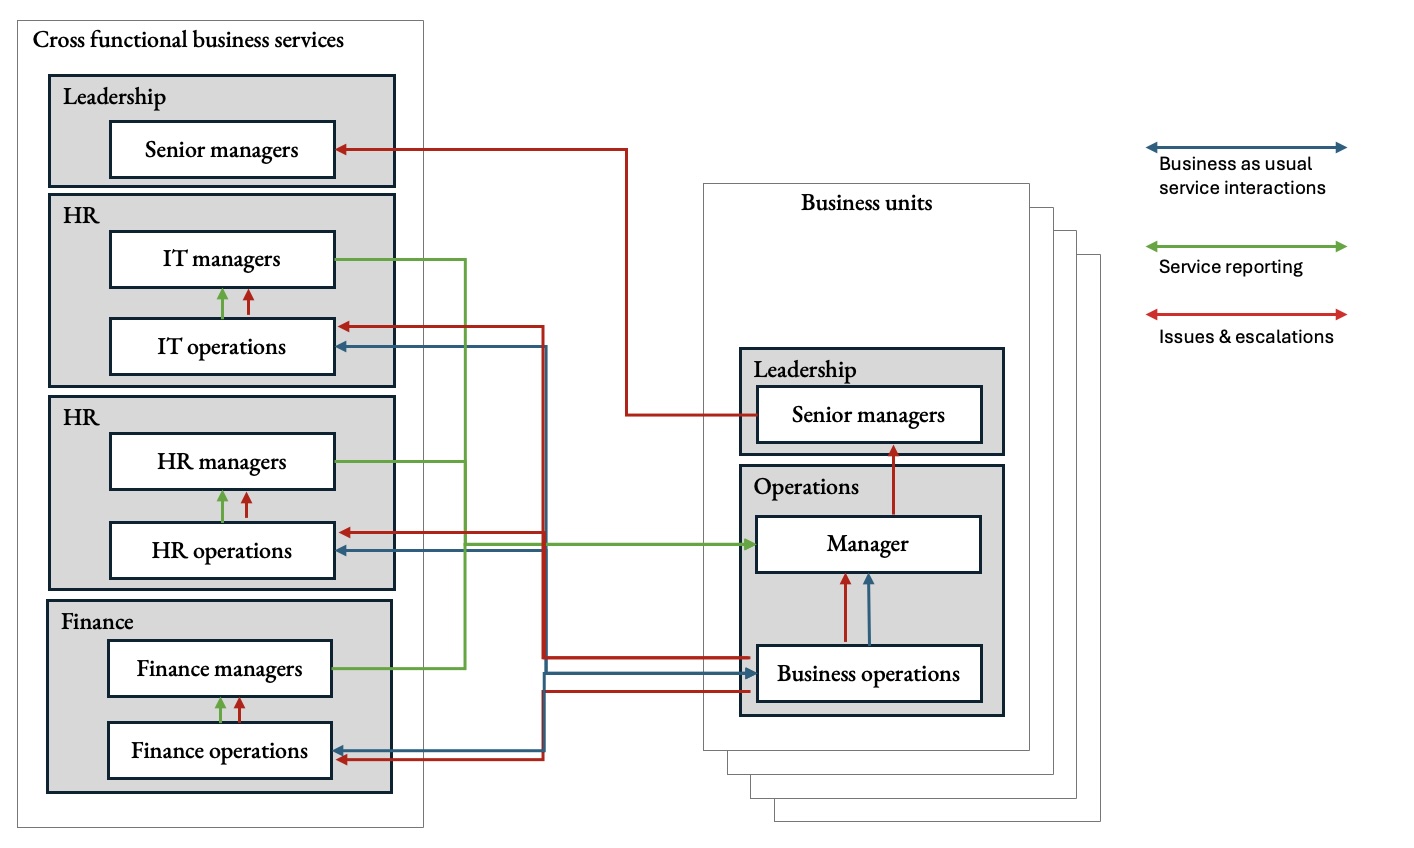 Cross functional business services
Leadership
Senior managers
HR
IT managers
IT operations
HR
HR managers
HR operations
Finance
Finance managers
Finance operations
Business units
Leadership
Senior managers
Operations
Manager
Business operations
Business as usual
service interactions
Service reporting
Issues & escalations